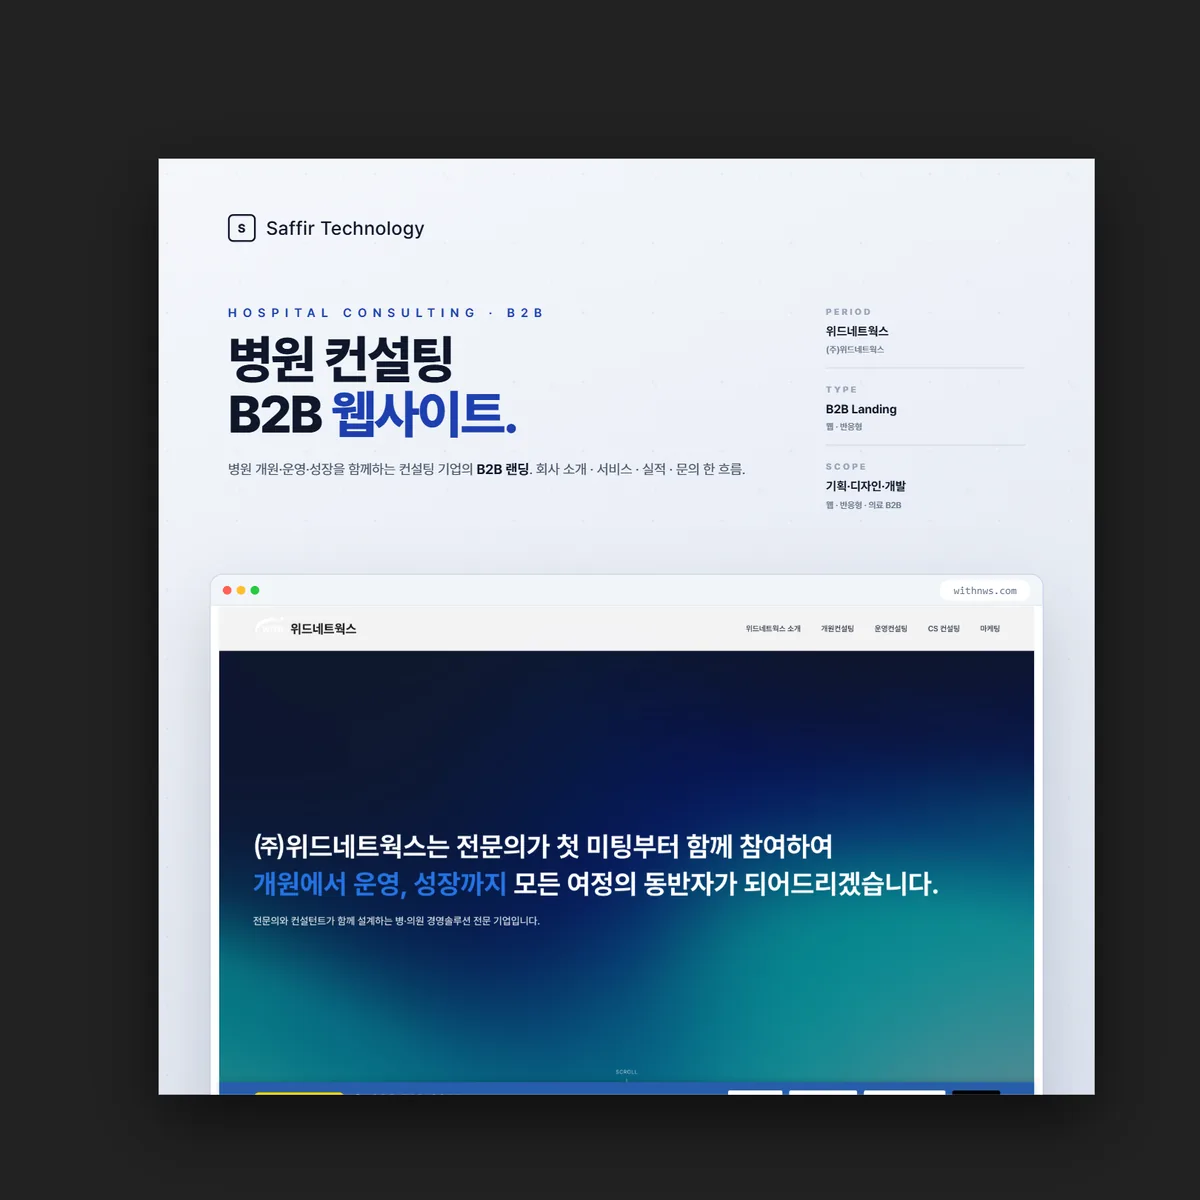 S Saffir Technology
HOSPITAL CONSULTING · B2B
병원 컨설팅
B2B 웹사이트.
병원 개원·운영·성장을 함께하는 컨설팅 기업의 B2B 랜딩. 회사 소개 · 서비스 · 실적 · 문의 한 흐름.
PERIOD
위드네트웍스
(주)위드네트웍스
TYPE
B2B Landing
웹 · 반응형
SCOPE
기획·디자인·개발
웹 · 반응형 · 의료 B2B
withnws.com
위드네트웍스
위드네트웍스 소개 개원컨설팅 운영컨설팅 CS 컨설팅 마케팅
㈜위드네트웍스는 전문의가 첫 미팅부터 함께 참여하여
개원에서 운영, 성장까지 모든 여정의 동반자가 되어드리겠습니다.
전문의와 컨설턴트가 함께 설계하는 병·의원 경영솔루션 전문 기업입니다.
SCROLL